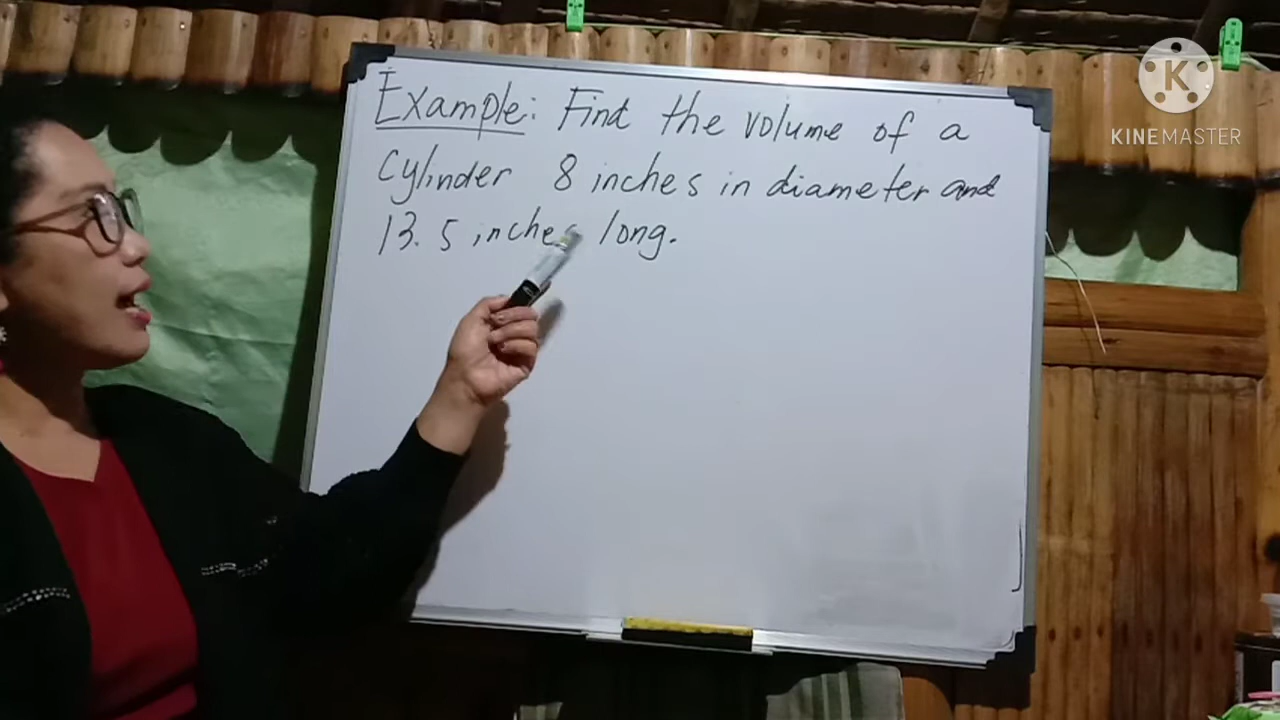 Example: Find the volume of a
cylinder 8 inches in diameter and
13.5 inches long.
K
KINEMASTER